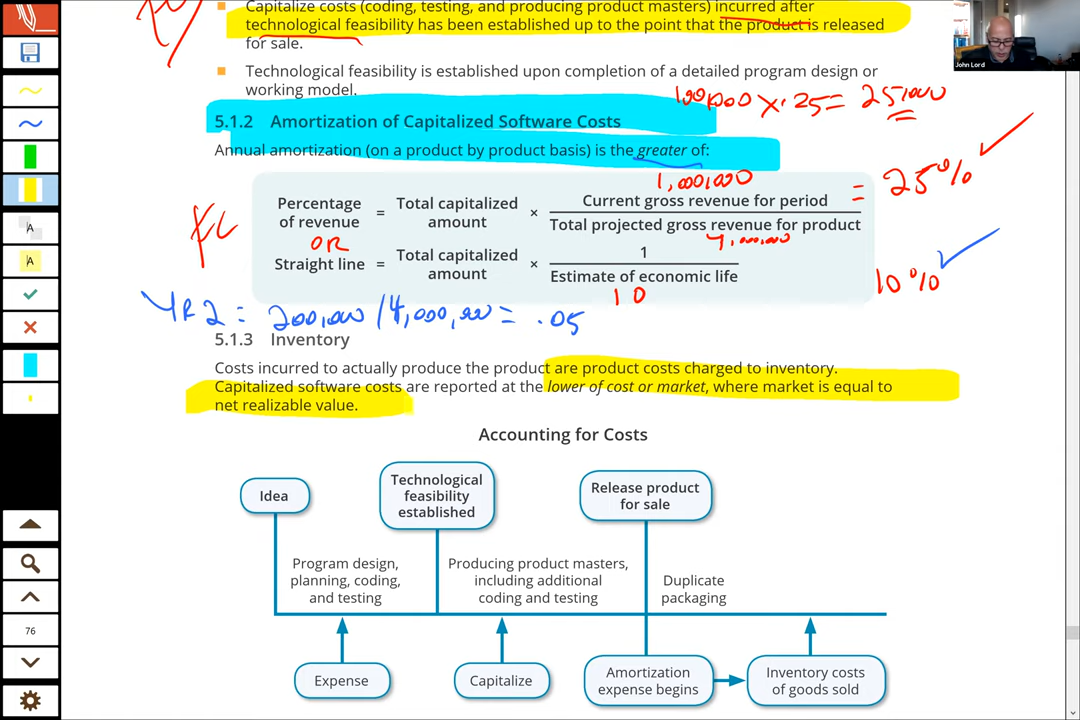 Capitalize costs (coding, testing, and producing product masters) incurred after
technological feasibility has been established up to the point that the product is released
for sale.
John Lord
Technological feasibility is established upon completion of a detailed program design or
working model.
100,000 x .25 = 25,000
5.1.2 Amortization of Capitalized Software Costs
Annual amortization (on a product by product basis) is the greater of:
1,000,000
= 25%
Percentage of revenue = Total capitalized amount × Current gross revenue for period
Total projected gross revenue for product
4,000,000
OR
Straight line = Total capitalized amount × 1
Estimate of economic life
10
10%
YR2 = 200,000 / 4,000,000 = .05
5.1.3 Inventory
Costs incurred to actually produce the product are product costs charged to inventory.
Capitalized software costs are reported at the lower of cost or market, where market is equal to
net realizable value.
Accounting for Costs
Idea
Technological
feasibility
established
Release product
for sale
Program design,
planning, coding,
and testing
Producing product masters,
including additional
coding and testing
Duplicate
packaging
Expense
Capitalize
Amortization
expense begins
Inventory costs
of goods sold
A
A
76